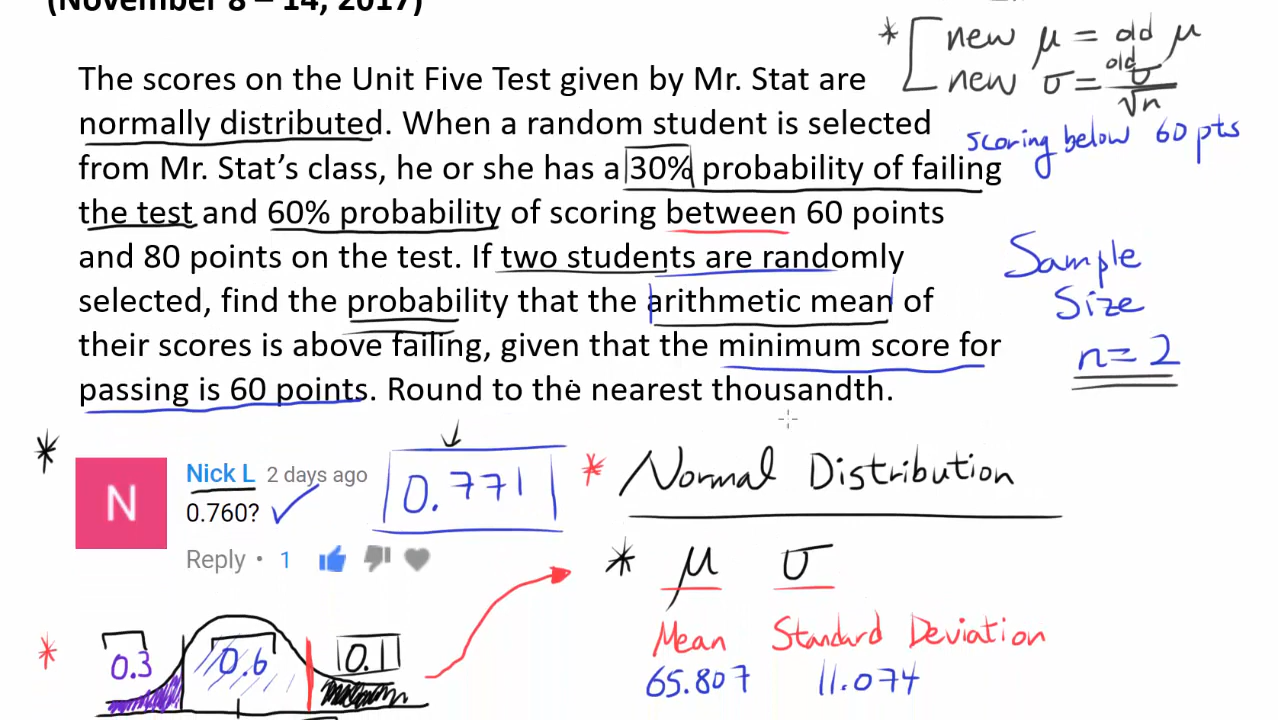 (November 8 – 14, 2017)
* [ new μ = old μ
new σ = old σ / √n
The scores on the Unit Five Test given by Mr. Stat are
normally distributed. When a random student is selected
scoring below 60 pts
from Mr. Stat’s class, he or she has a 30% probability of failing
the test and 60% probability of scoring between 60 points
and 80 points on the test. If two students are randomly
selected, find the probability that the arithmetic mean of
their scores is above failing, given that the minimum score for
passing is 60 points. Round to the nearest thousandth.
Sample
Size
n = 2
*
N
Nick L 2 days ago
0.760?
Reply • 1
0.771
* Normal Distribution
* μ σ
Mean Standard Deviation
65.807 11.074
* 0.3 0.6 0.1